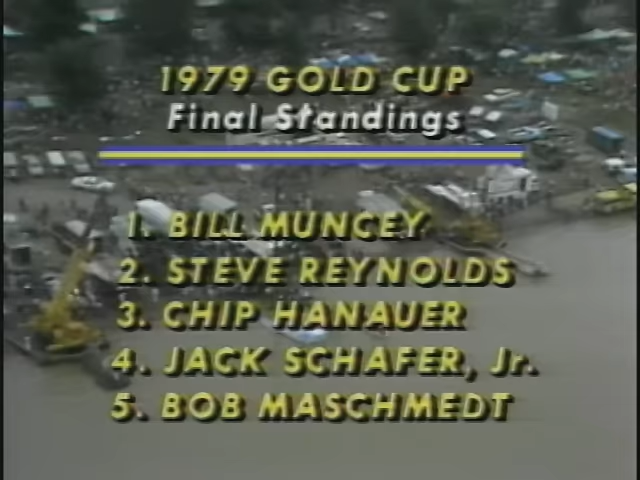 1979 GOLD CUP
Final Standings
1. BILL MUNCEY
2. STEVE REYNOLDS
3. CHIP HANAUER
4. JACK SCHAFER, Jr.
5. BOB MASCHMEDT